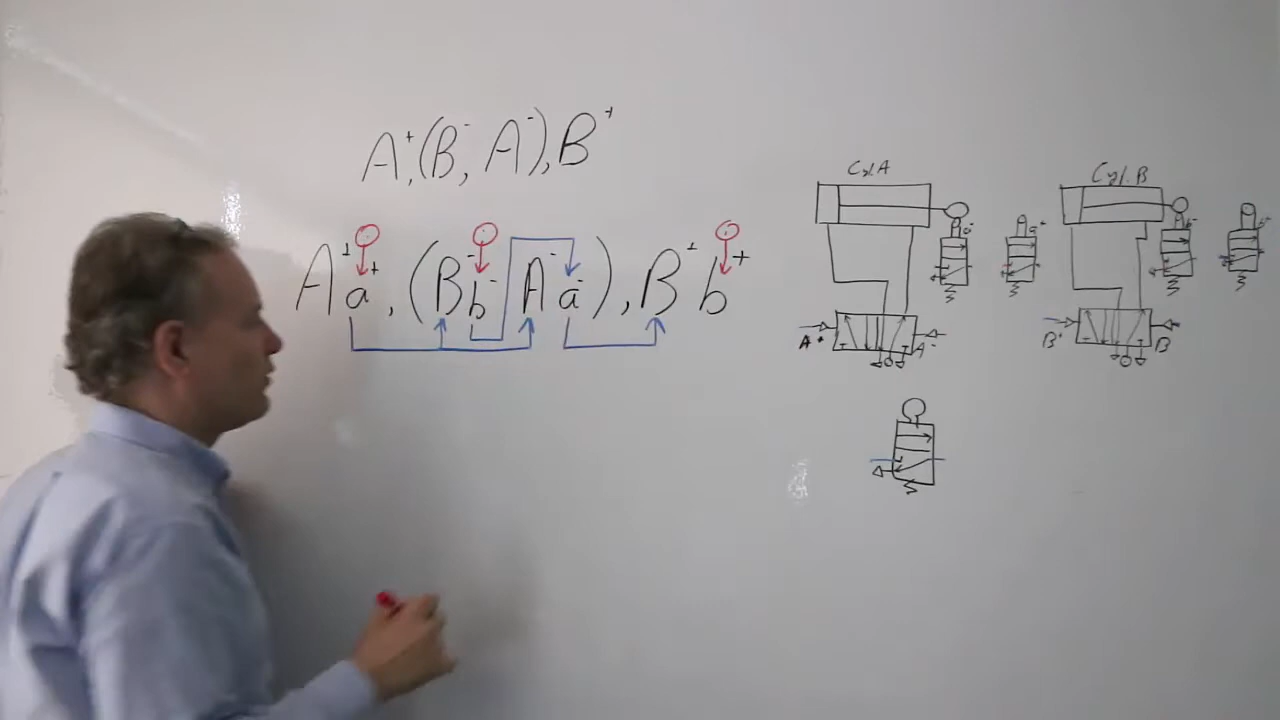 A⁺, (B⁻, A⁻), B⁺
A⁺ a⁺, (B⁻ b⁻ A⁻ a⁻), B⁺ b⁺
Cyl. A
Cyl. B
a⁻
a⁺
b⁻
b⁺
A⁺
A⁻
B⁺
B